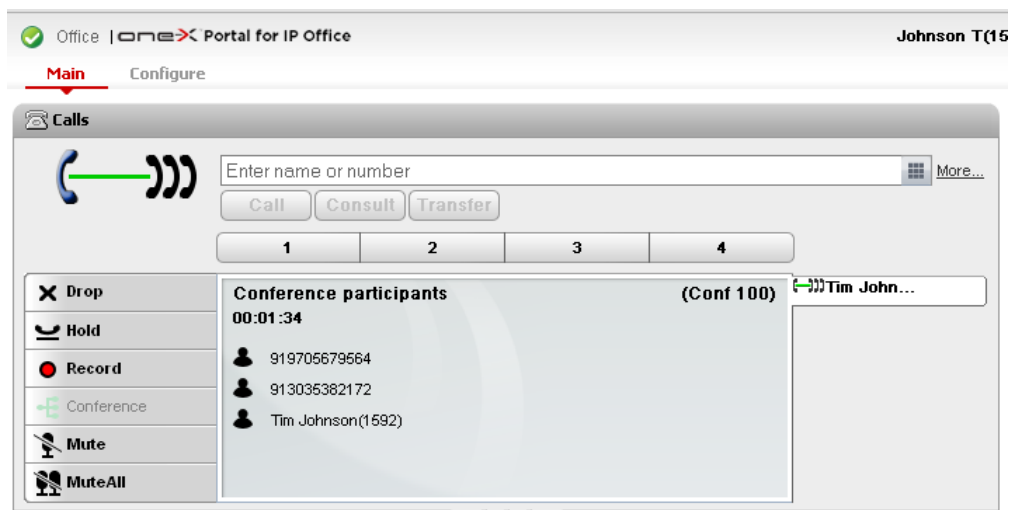 Office | one-X Portal for IP Office
Johnson T(15
Main Configure
Calls
Enter name or number
More...
Call Consult Transfer
1 2 3 4
Drop
Hold
Record
Conference
Mute
MuteAll
Conference participants (Conf 100)
00:01:34
919705679564
913035382172
Tim Johnson(1592)
Tim John...